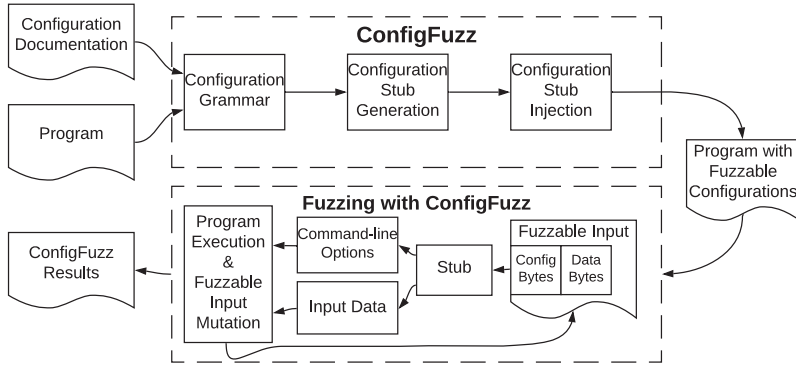 Configuration
Documentation
Program
ConfigFuzz
Configuration
Grammar
Configuration
Stub
Generation
Configuration
Stub
Injection
Program with
Fuzzable
Configurations
Fuzzing with ConfigFuzz
Program
Execution
&
Fuzzable
Input
Mutation
Command-line
Options
Input Data
Stub
Fuzzable Input
Config
Bytes
Data
Bytes
ConfigFuzz
Results